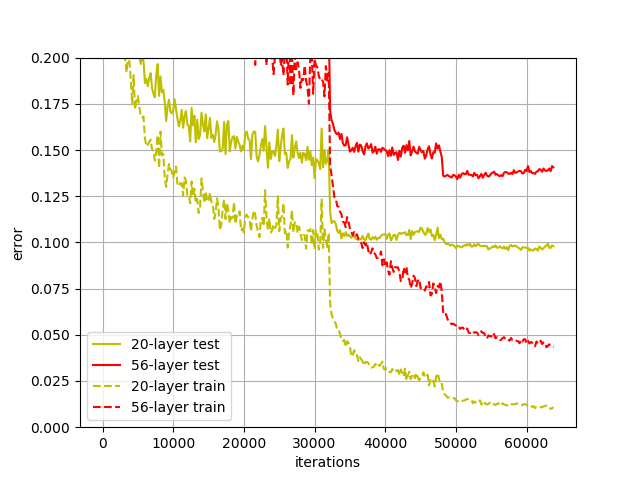 0.200
0.175
0.150
0.125
0.100
0.075
0.050
0.025
0.000
error
20-layer test
56-layer test
20-layer train
56-layer train
0 10000 20000 30000 40000 50000 60000
iterations